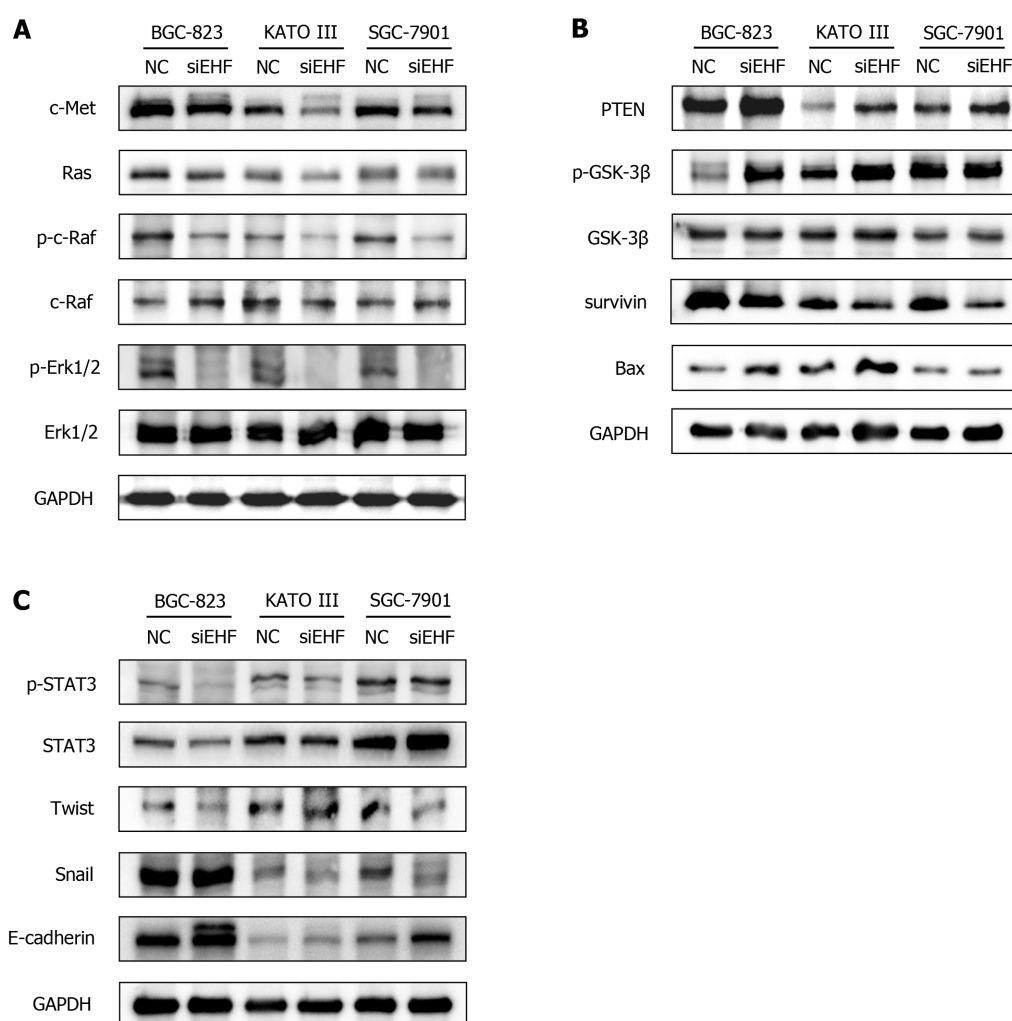 A
BGC-823 KATO III SGC-7901
NC siEHF NC siEHF NC siEHF
c-Met
Ras
p-c-Raf
c-Raf
p-Erk1/2
Erk1/2
GAPDH
B
BGC-823 KATO III SGC-7901
NC siEHF NC siEHF NC siEHF
PTEN
p-GSK-3β
GSK-3β
survivin
Bax
GAPDH
C
BGC-823 KATO III SGC-7901
NC siEHF NC siEHF NC siEHF
p-STAT3
STAT3
Twist
Snail
E-cadherin
GAPDH